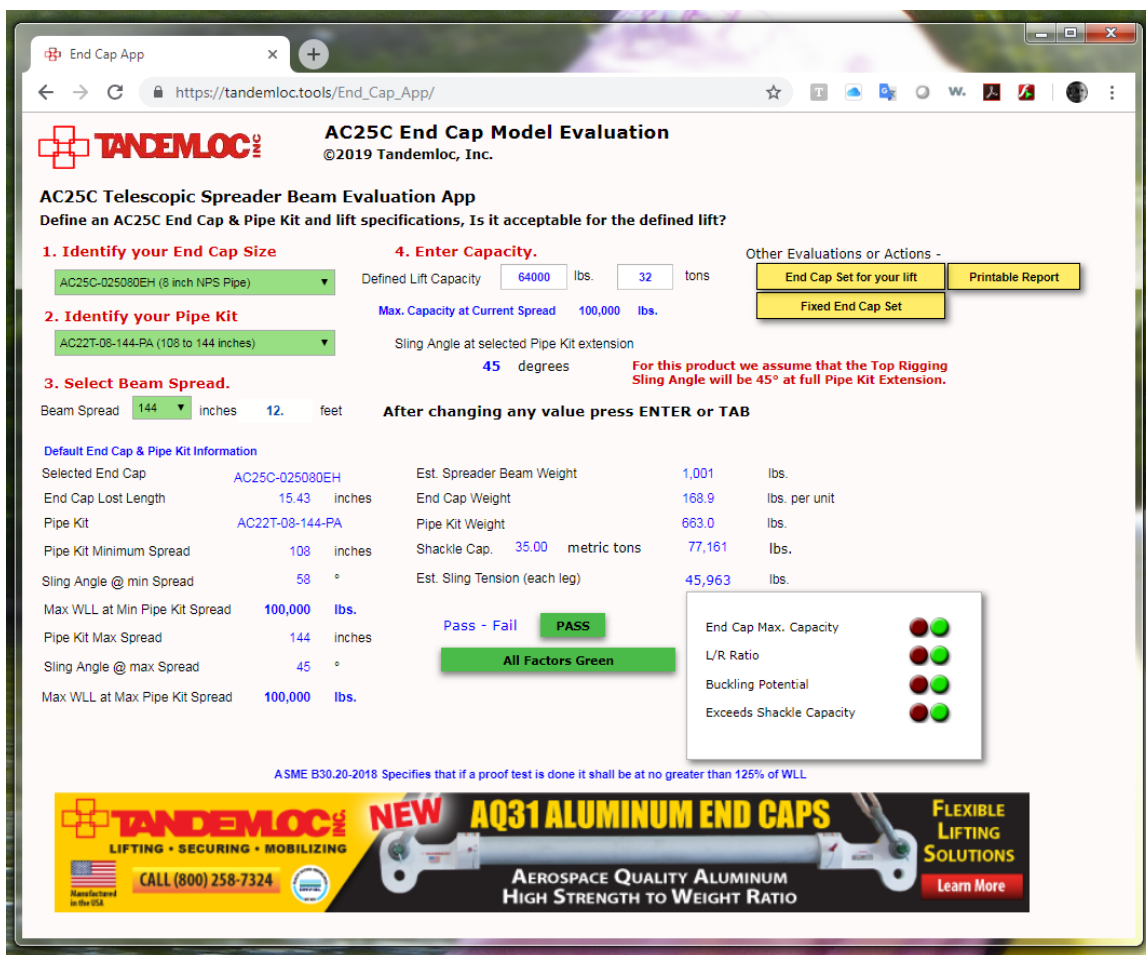 End Cap App
https://tandemloc.tools/End_Cap_App/
TANDEMLOC INC
AC25C End Cap Model Evaluation
©2019 Tandemloc, Inc.
AC25C Telescopic Spreader Beam Evaluation App
Define an AC25C End Cap & Pipe Kit and lift specifications, Is it acceptable for the defined lift?
1. Identify your End Cap Size
AC25C-025080EH (8 inch NPS Pipe)
2. Identify your Pipe Kit
AC22T-08-144-PA (108 to 144 inches)
3. Select Beam Spread.
Beam Spread 144 inches 12. feet
4. Enter Capacity.
Defined Lift Capacity 64000 lbs. 32 tons
Max. Capacity at Current Spread 100,000 lbs.
Sling Angle at selected Pipe Kit extension
45 degrees
For this product we assume that the Top Rigging
Sling Angle will be 45° at full Pipe Kit Extension.
After changing any value press ENTER or TAB
Other Evaluations or Actions -
End Cap Set for your lift
Printable Report
Fixed End Cap Set
Default End Cap & Pipe Kit Information
Selected End Cap AC25C-025080EH
End Cap Lost Length 15.43 inches
Pipe Kit AC22T-08-144-PA
Pipe Kit Minimum Spread 108 inches
Sling Angle @ min Spread 58 °
Max WLL at Min Pipe Kit Spread 100,000 lbs.
Pipe Kit Max Spread 144 inches
Sling Angle @ max Spread 45 °
Max WLL at Max Pipe Kit Spread 100,000 lbs.
Est. Spreader Beam Weight 1,001 lbs.
End Cap Weight 168.9 lbs. per unit
Pipe Kit Weight 663.0 lbs.
Shackle Cap. 35.00 metric tons 77,161 lbs.
Est. Sling Tension (each leg) 45,963 lbs.
Pass - Fail PASS
All Factors Green
End Cap Max. Capacity
L/R Ratio
Buckling Potential
Exceeds Shackle Capacity
ASME B30.20-2018 Specifies that if a proof test is done it shall be at no greater than 125% of WLL
TANDEMLOC INC.
LIFTING • SECURING • MOBILIZING
Manufactured
in the USA
CALL (800) 258-7324
NEW AQ31 ALUMINUM END CAPS
AEROSPACE QUALITY ALUMINUM
HIGH STRENGTH TO WEIGHT RATIO
FLEXIBLE
LIFTING
SOLUTIONS
Learn More